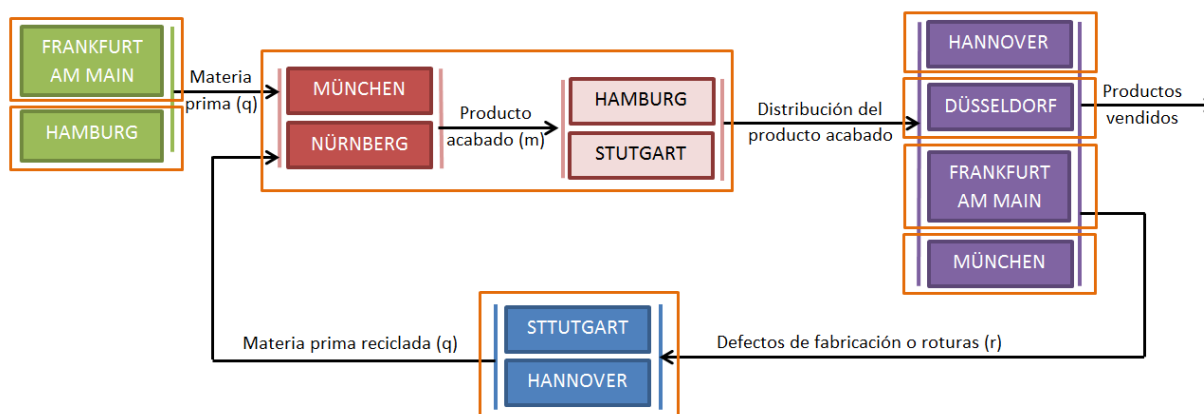 FRANKFURT
AM MAIN
HAMBURG
Materia
prima (q)
MÜNCHEN
NÜRNBERG
Producto
acabado (m)
HAMBURG
STUTGART
Distribución del
producto acabado
HANNOVER
DÜSSELDORF
FRANKFURT
AM MAIN
MÜNCHEN
Productos
vendidos
Materia prima reciclada (q)
STTUTGART
HANNOVER
Defectos de fabricación o roturas (r)